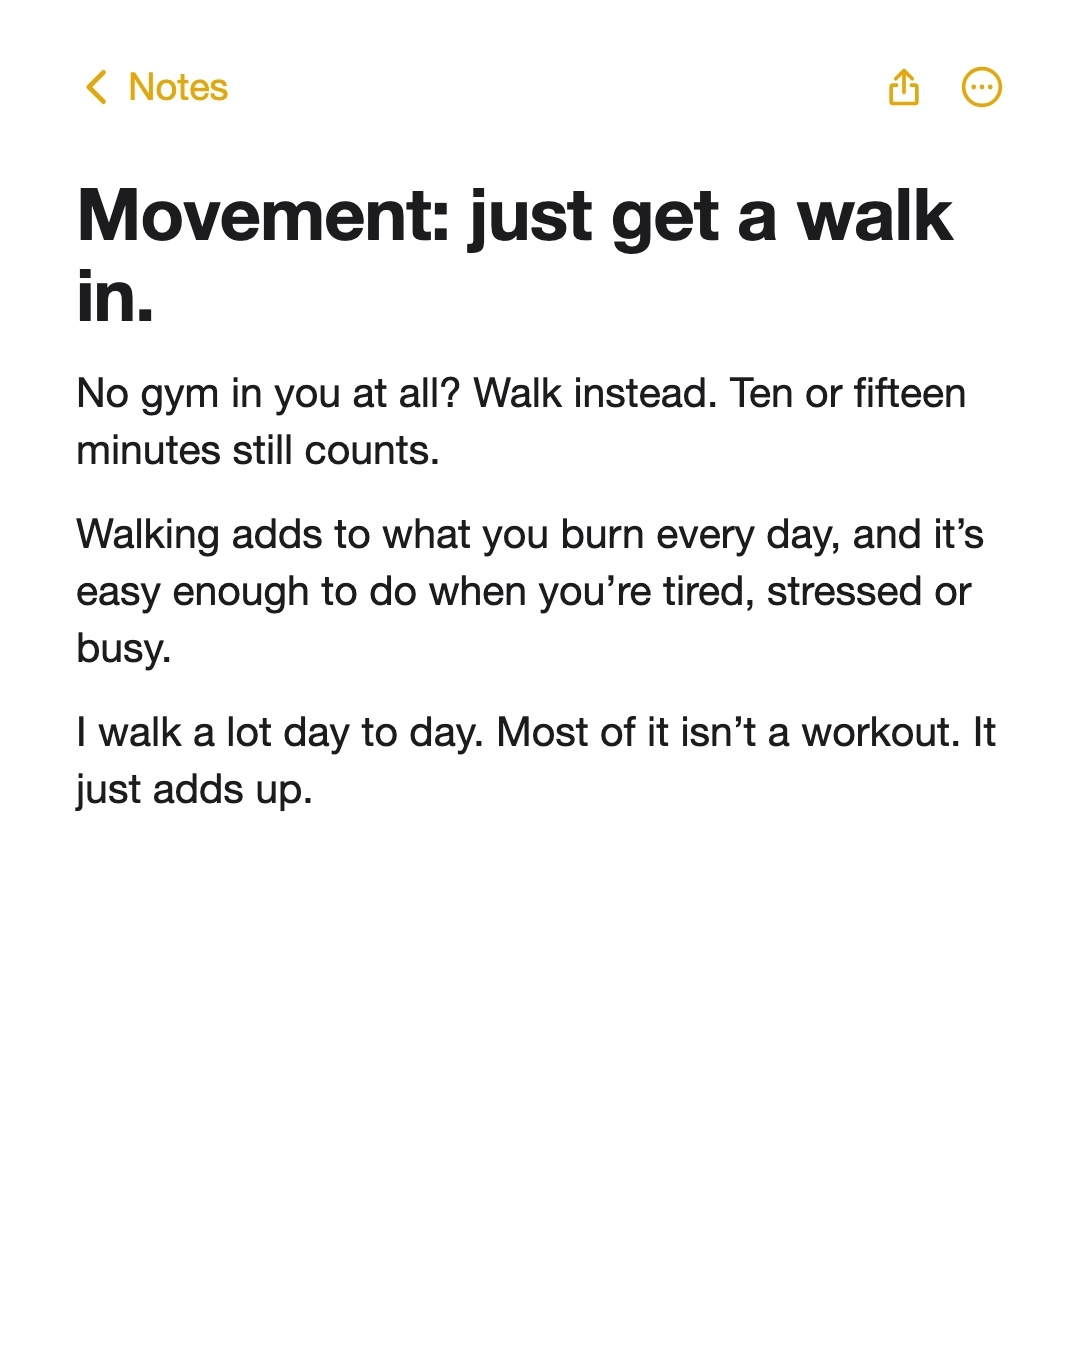 Notes
Movement: just get a walk
in.
No gym in you at all? Walk instead. Ten or fifteen
minutes still counts.
Walking adds to what you burn every day, and it’s
easy enough to do when you’re tired, stressed or
busy.
I walk a lot day to day. Most of it isn’t a workout. It
just adds up.